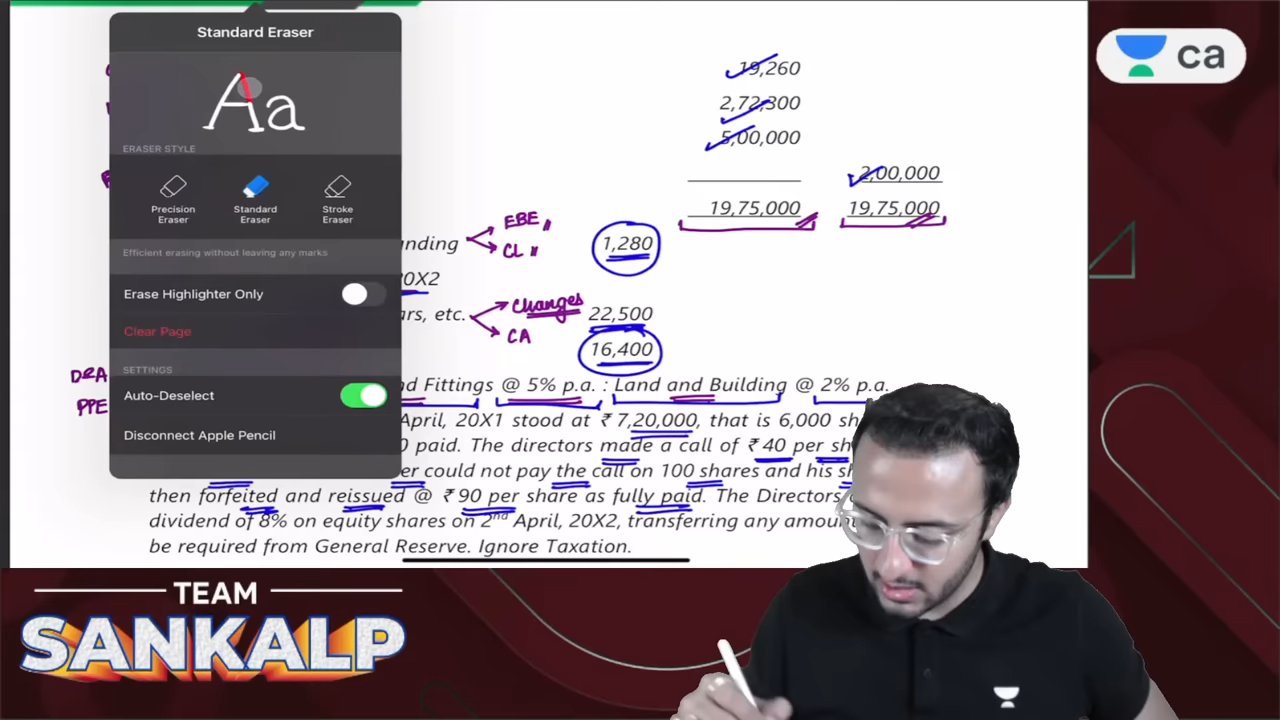 Standard Eraser
Aa
ERASER STYLE
Precision Eraser
Standard Eraser
Stroke Eraser
Efficient erasing without leaving any marks
Erase Highlighter Only
Clear Page
SETTINGS
Auto-Deselect
Disconnect Apple Pencil
ca
19,260
2,72,300
5,00,000
2,00,000
19,75,000 19,75,000
EBE
nding 1,280
CL
0X2
Changes
ars, etc. 22,500
CA
16,400
DRA
d Fittings @ 5% p.a. : Land and Building @ 2% p.a.
PPE
April, 20X1 stood at ₹ 7,20,000, that is 6,000 sh
0 paid. The directors made a call of ₹ 40 per sh
er could not pay the call on 100 shares and his sh
then forfeited and reissued @ ₹ 90 per share as fully paid. The Directors
dividend of 8% on equity shares on 2nd April, 20X2, transferring any amoun
be required from General Reserve. Ignore Taxation.
TEAM
SANKALP